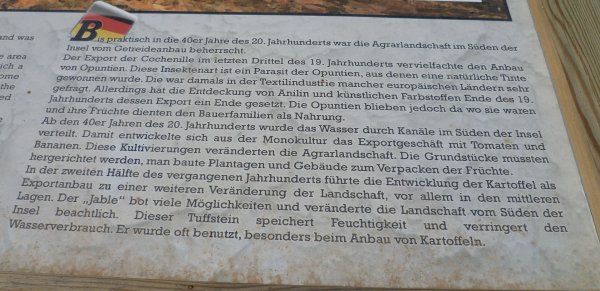 and was
Bis praktisch in die 40er Jahre des 20. Jahrhunderts war die Agrarlandschaft im Süden der
Insel vom Getreideanbau beherrscht.
Der Export der Cochenille im letzten Drittel des 19. Jahrhunderts vervielfachte den Anbau
von Opuntien. Diese Insektenart ist ein Parasit der Opuntien, aus denen eine natürliche Tinte
gewonnen wurde. Die war damals in der Textilindustrie mancher europäischen Ländern sehr
gefragt. Allerdings hat die Entdeckung von Anilin und künstlichen Farbstoffen Ende des 19.
Jahrhunderts dessen Export ein Ende gesetzt. Die Opuntien blieben jedoch da wo sie waren
und ihre Früchte dienten den Bauernfamilien als Nahrung.
Ab den 40er Jahren des 20. Jahrhunderts wurde das Wasser durch Kanäle im Süden der Insel
verteilt. Damit entwickelte sich aus der Monokultur das Exportgeschäft mit Tomaten und
Bananen. Diese Kultivierungen veränderten die Agrarlandschaft. Die Grundstücke mussten
hergerichtet werden, man baute Plantagen und Gebäude zum Verpacken der Früchte.
In der zweiten Hälfte des vergangenen Jahrhunderts führte die Entwicklung der Kartoffel als
Exportanbau zu einer weiteren Veränderung der Landschaft, vor allem in den mittleren
Lagen. Der „Jable" bot viele Möglichkeiten und veränderte die Landschaft vom Süden der
Insel beachtlich. Dieser Tuffstein speichert Feuchtigkeit und verringert den
Wasserverbrauch. Er wurde oft benutzt, besonders beim Anbau von Kartoffeln.